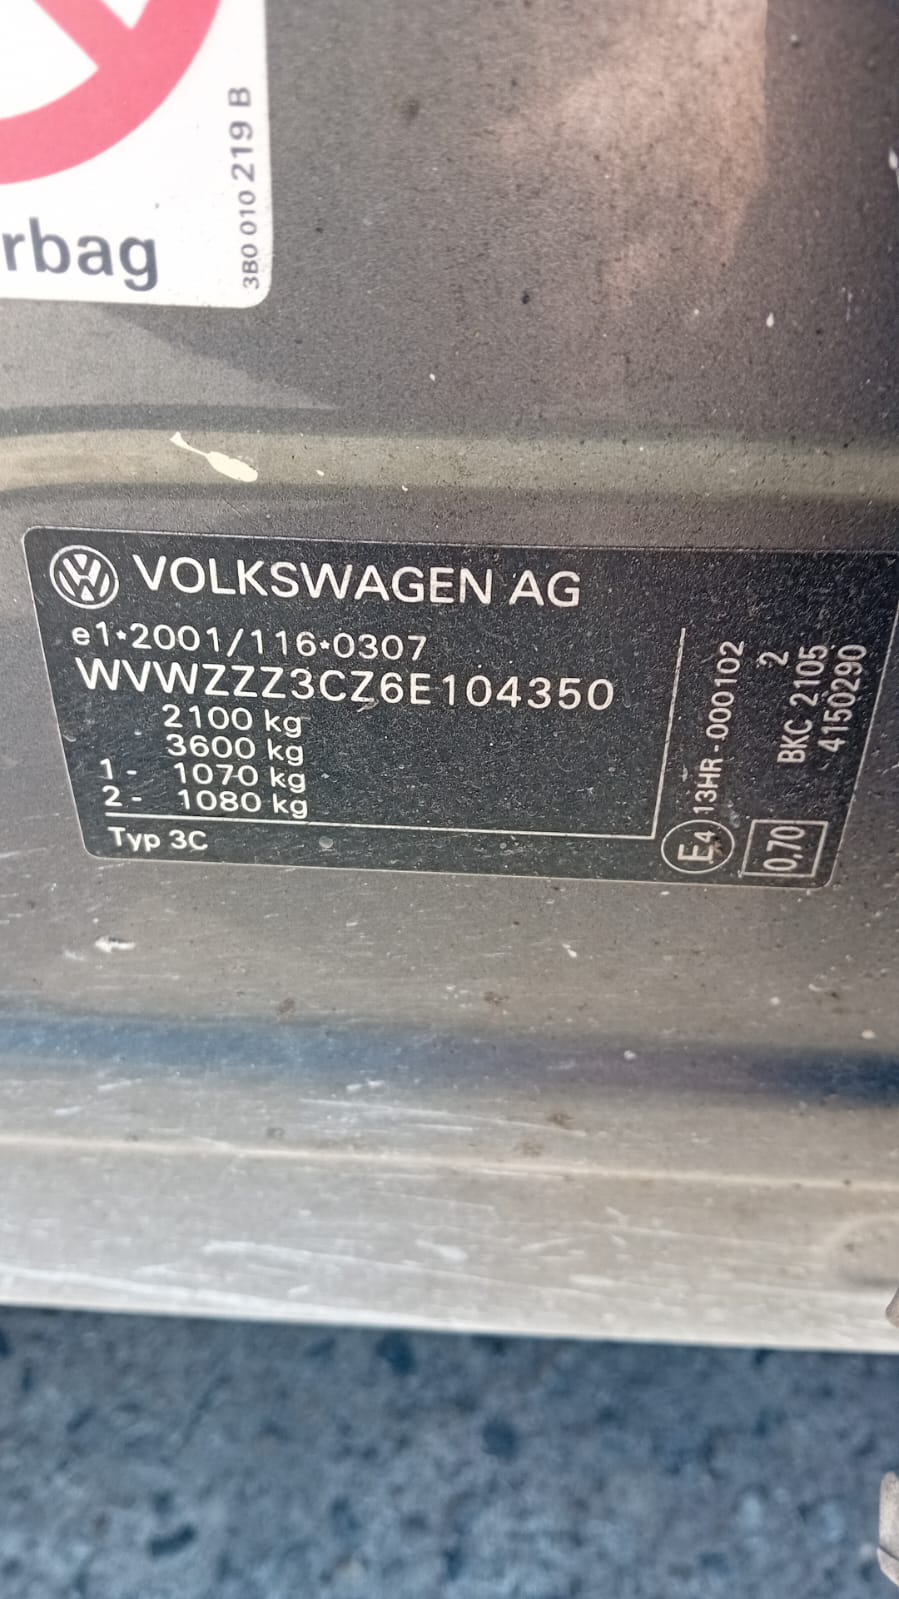 rbag
3B0 010 219 B
VOLKSWAGEN AG
e1*2001/116*0307
WVWZZZ3CZ6E104350
2100 kg
3600 kg
1- 1070 kg
2- 1080 kg
Typ 3C
E4 13HR-000102
2
BKC 2105
4150290
0,70